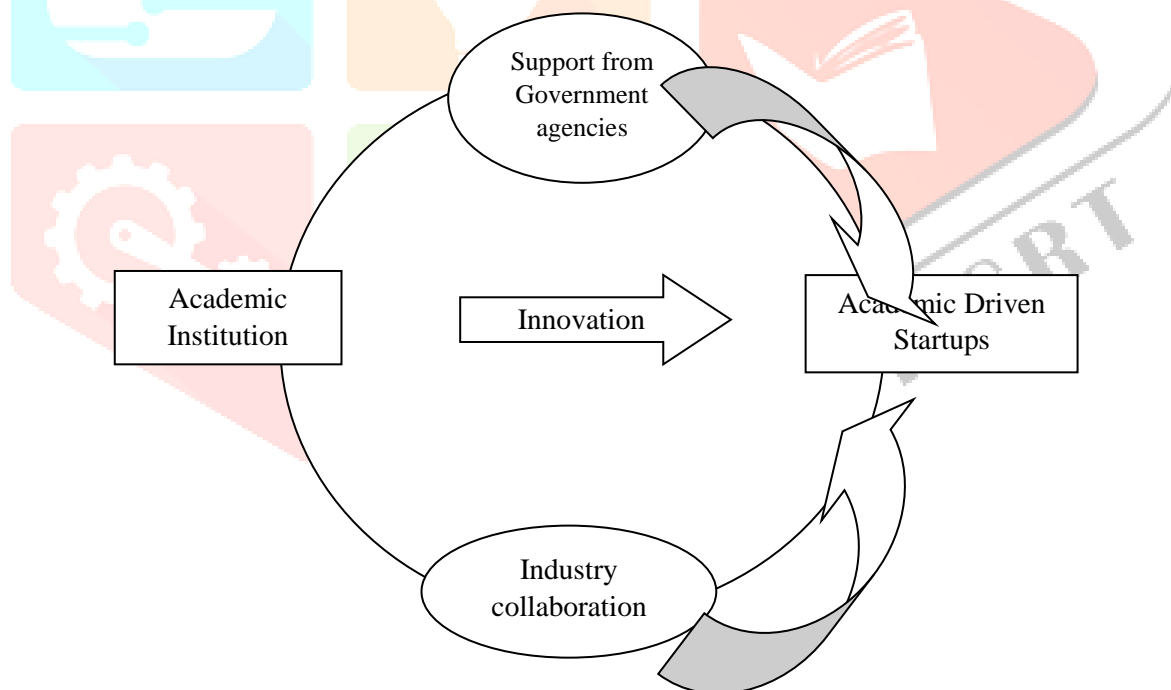 Support from
Government
agencies
Academic
Institution
Innovation
Academic Driven
Startups
Industry
collaboration